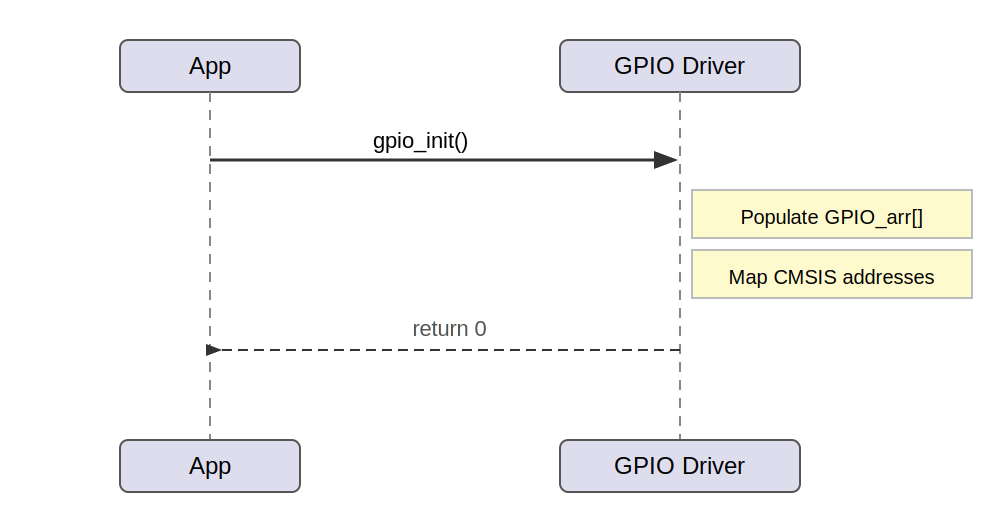 App
GPIO Driver
gpio_init()
Populate GPIO_arr[]
Map CMSIS addresses
return 0
App
GPIO Driver